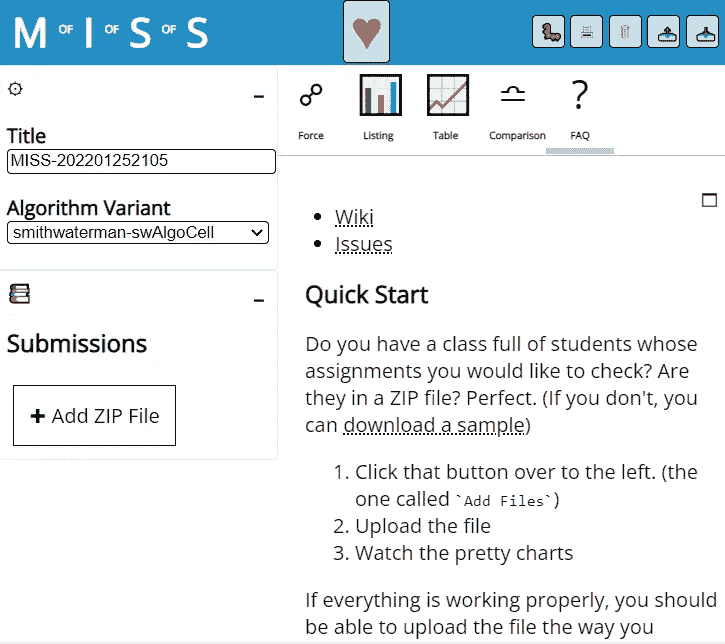 M OF I OF S OF S
Title
MISS-202201252105
Algorithm Variant
smithwaterman-swAlgoCell
Submissions
+ Add ZIP File
Force
Listing
Table
Comparison
? FAQ
Wiki
Issues
Quick Start
Do you have a class full of students whose
assignments you would like to check? Are
they in a ZIP file? Perfect. (If you don't, you
can download a sample)
1. Click that button over to the left. (the
one called `Add Files`)
2. Upload the file
3. Watch the pretty charts
If everything is working properly, you should
be able to upload the file the way you